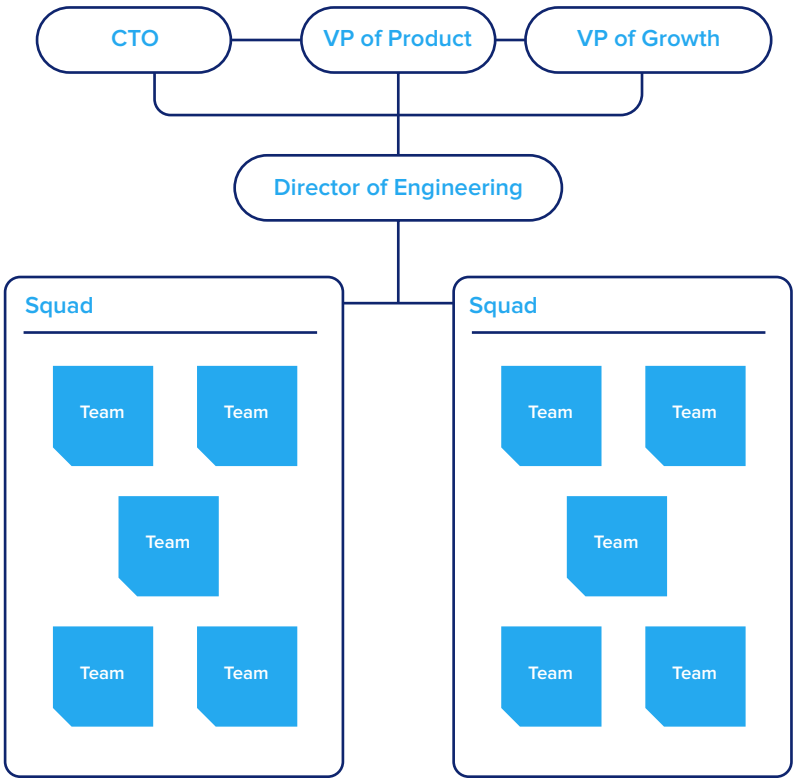 CTO
VP of Product
VP of Growth
Director of Engineering
Squad
Team
Team
Team
Team
Team
Squad
Team
Team
Team
Team
Team